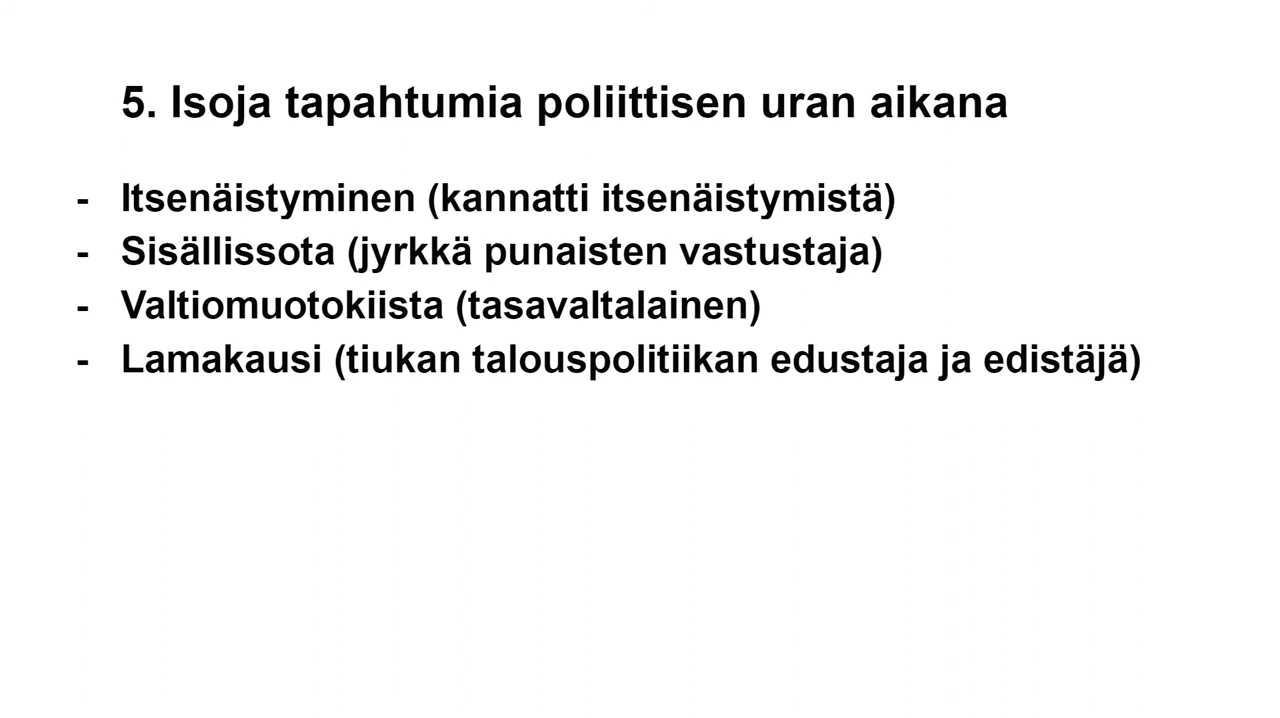 5. Isoja tapahtumia poliittisen uran aikana
- Itsenäistyminen (kannatti itsenäistymistä)
- Sisällissota (jyrkkä punaisten vastustaja)
- Valtiomuotokiista (tasavaltalainen)
- Lamakausi (tiukan talouspolitiikan edustaja ja edistäjä)